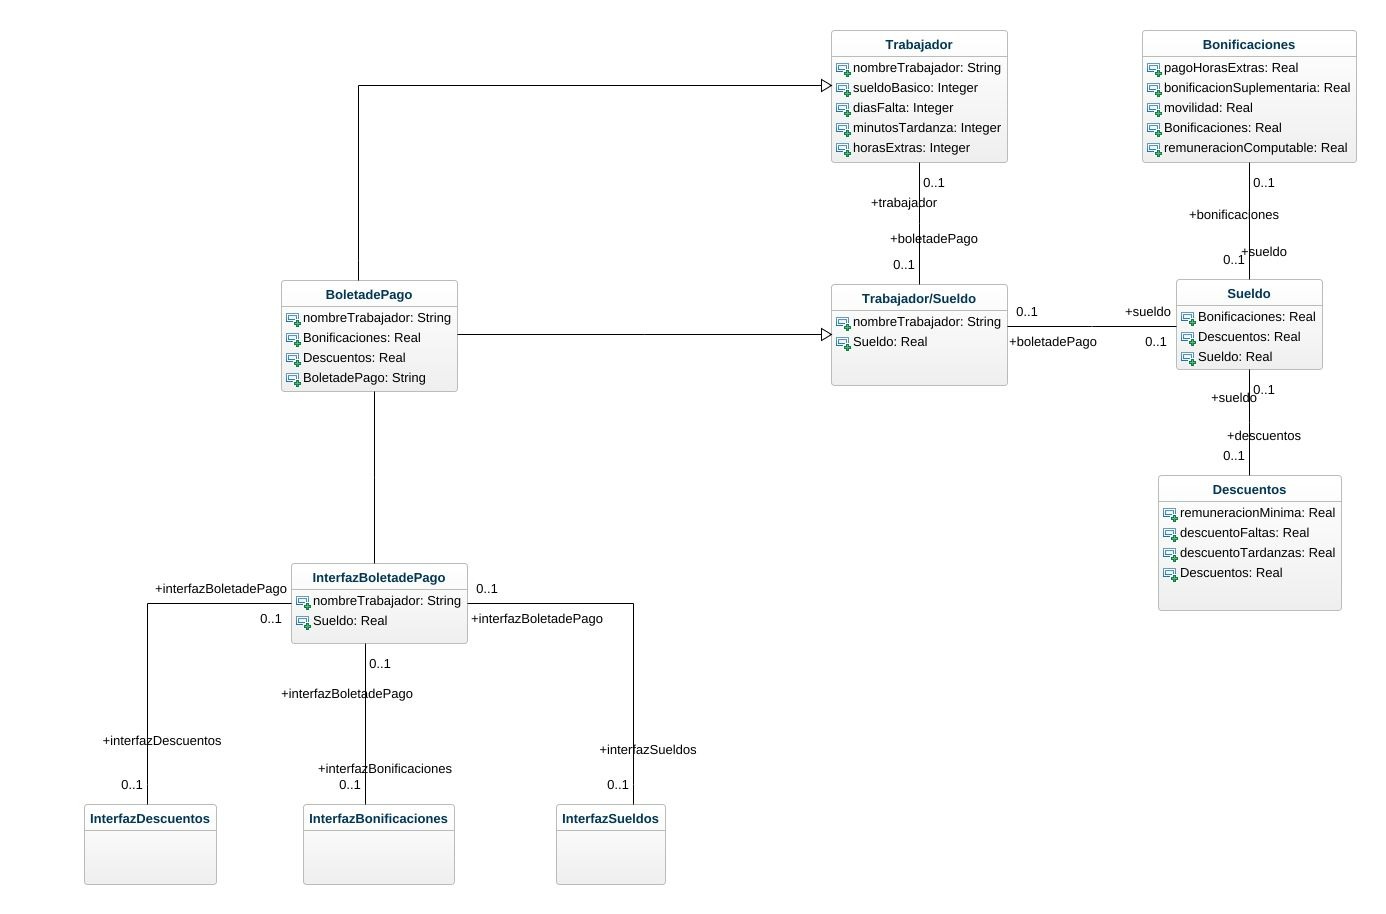 Trabajador
nombreTrabajador: String
sueldoBasico: Integer
diasFalta: Integer
minutosTardanza: Integer
horasExtras: Integer
Bonificaciones
pagoHorasExtras: Real
bonificacionSuplementaria: Real
movilidad: Real
Bonificaciones: Real
remuneracionComputable: Real
0..1
+trabajador
+boletadePago
0..1
0..1
+bonificaciones
+sueldo
0..1
BoletadePago
nombreTrabajador: String
Bonificaciones: Real
Descuentos: Real
BoletadePago: String
Trabajador/Sueldo
nombreTrabajador: String
Sueldo: Real
0..1
+sueldo
+boletadePago
0..1
Sueldo
Bonificaciones: Real
Descuentos: Real
Sueldo: Real
0..1
+sueldo
+descuentos
0..1
Descuentos
remuneracionMinima: Real
descuentoFaltas: Real
descuentoTardanzas: Real
Descuentos: Real
InterfazBoletadePago
nombreTrabajador: String
Sueldo: Real
+interfazBoletadePago
0..1
0..1
+interfazBoletadePago
0..1
+interfazBoletadePago
+interfazDescuentos
0..1
+interfazBonificaciones
0..1
+interfazSueldos
0..1
InterfazDescuentos
InterfazBonificaciones
InterfazSueldos